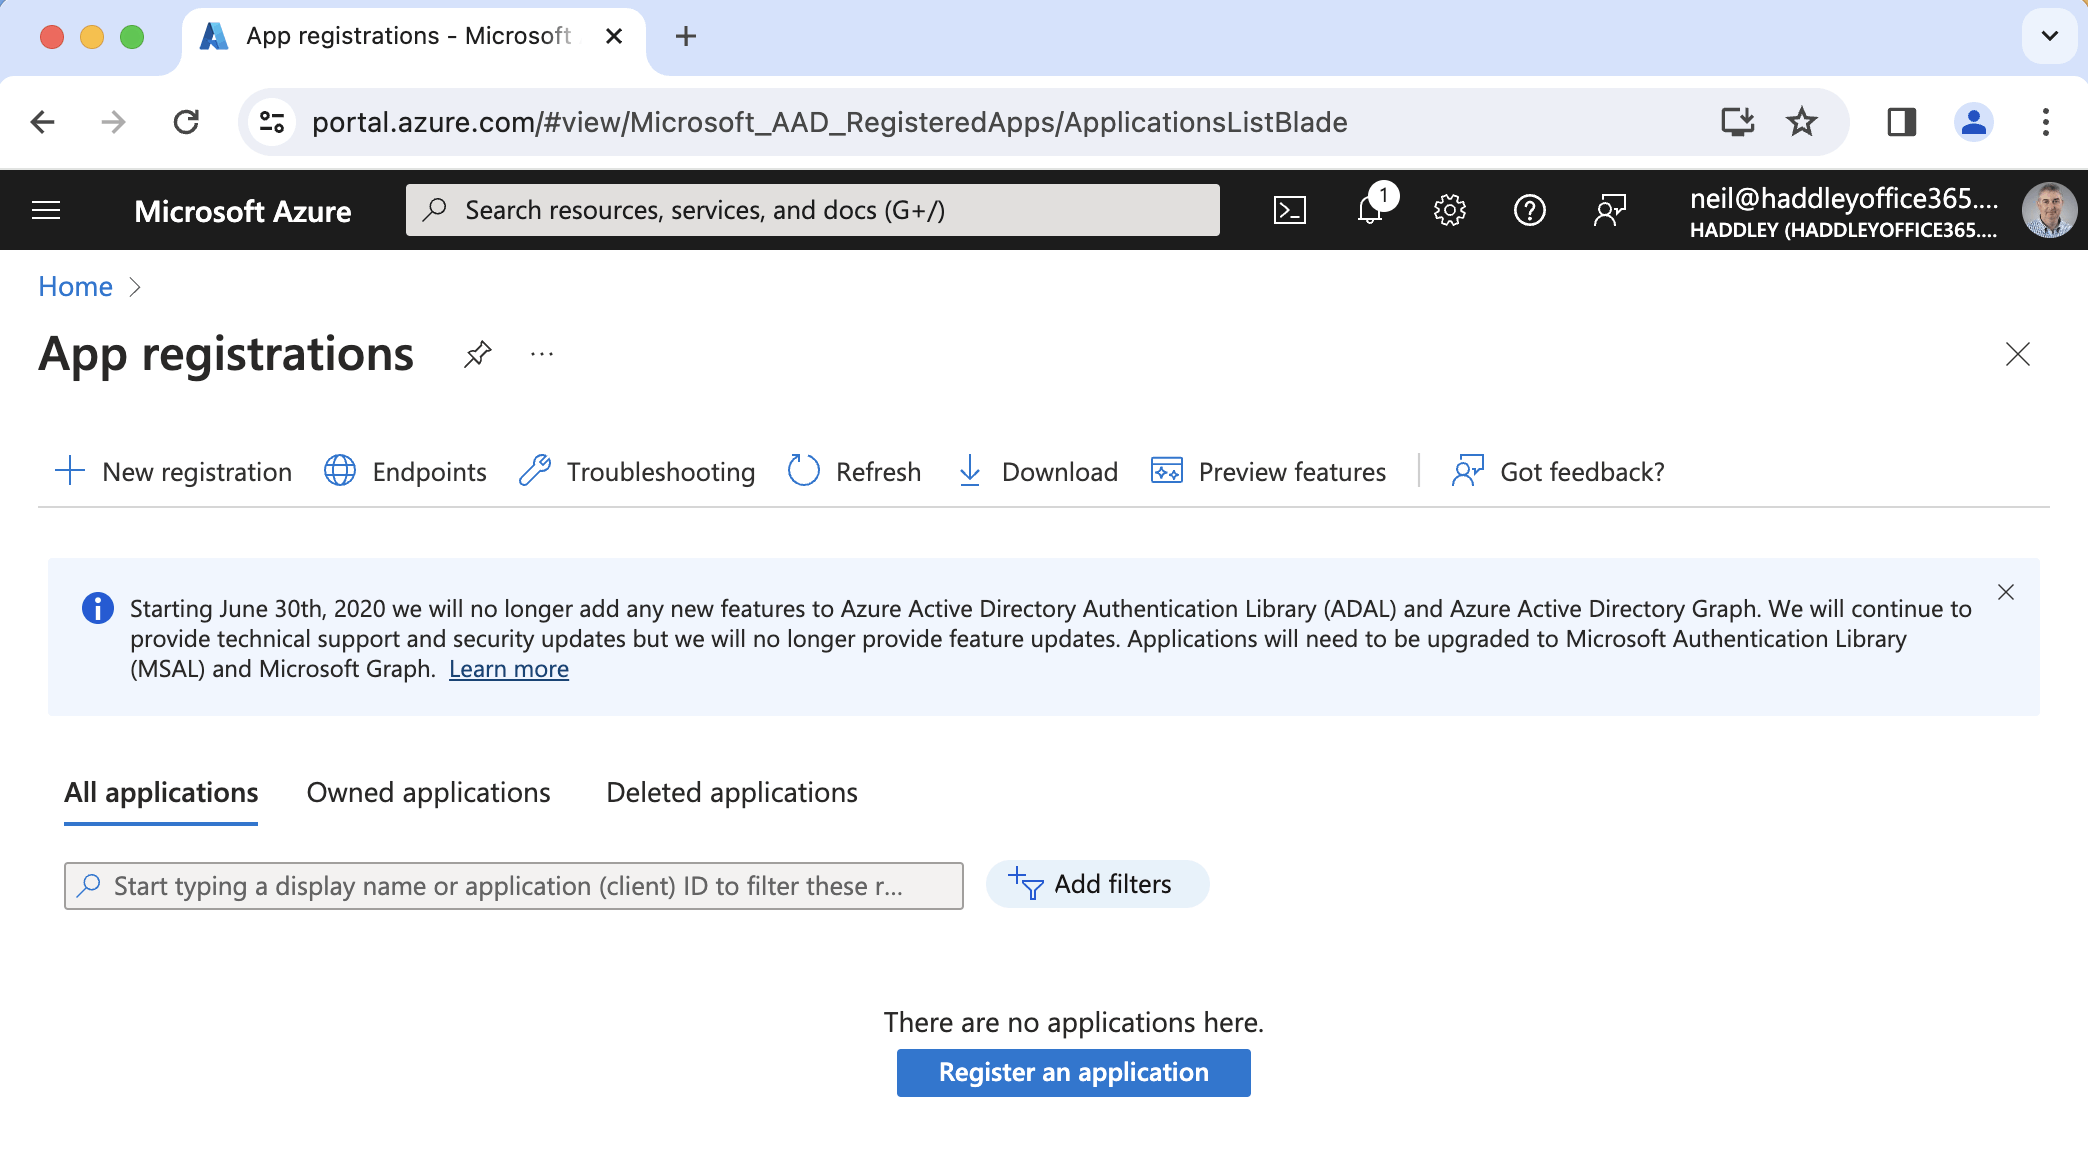 App registrations - Microsoft
portal.azure.com/#view/Microsoft_AAD_RegisteredApps/ApplicationsListBlade
Microsoft Azure
Search resources, services, and docs (G+/)
1
neil@haddleyoffice365....
HADDLEY (HADDLEYOFFICE365....
Home
App registrations
New registration
Endpoints
Troubleshooting
Refresh
Download
Preview features
Got feedback?
Starting June 30th, 2020 we will no longer add any new features to Azure Active Directory Authentication Library (ADAL) and Azure Active Directory Graph. We will continue to
provide technical support and security updates but we will no longer provide feature updates. Applications will need to be upgraded to Microsoft Authentication Library
(MSAL) and Microsoft Graph. Learn more
All applications
Owned applications
Deleted applications
Start typing a display name or application (client) ID to filter these r...
Add filters
There are no applications here.
Register an application